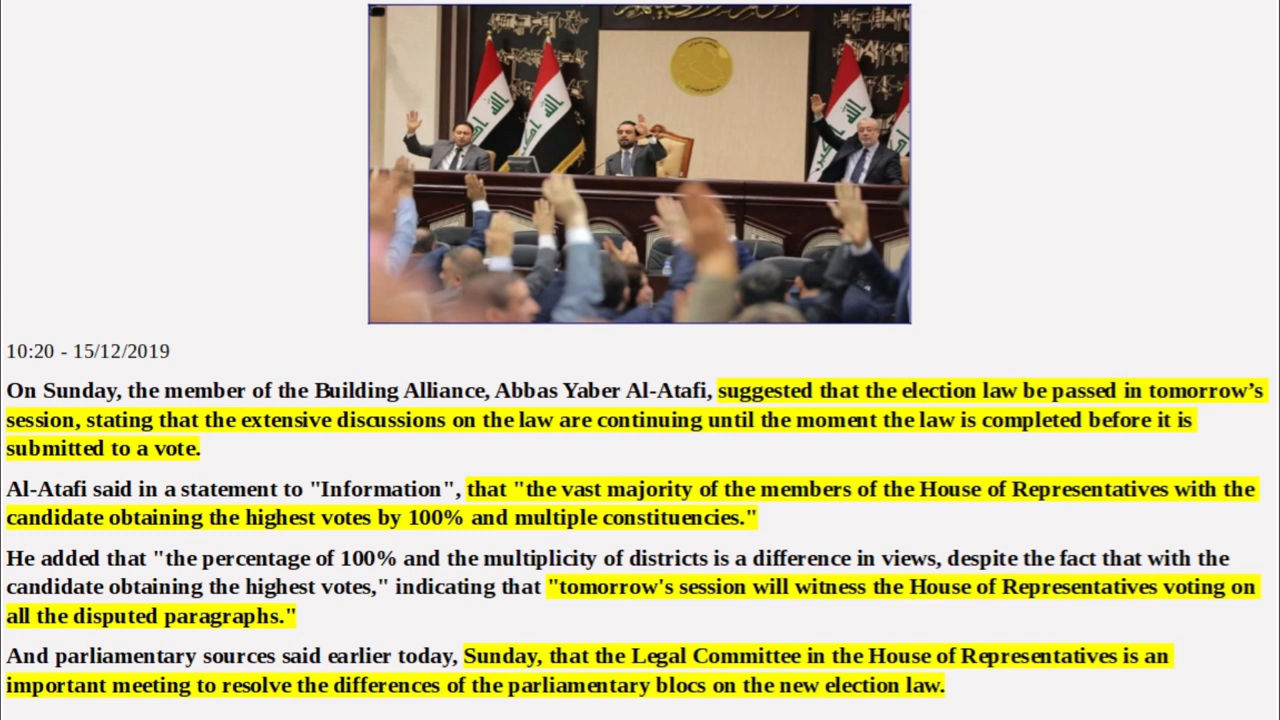 الله اكبر
الله اكبر
الله اكبر
10:20 - 15/12/2019
On Sunday, the member of the Building Alliance, Abbas Yaber Al-Atafi, suggested that the election law be passed in tomorrow’s
session, stating that the extensive discussions on the law are continuing until the moment the law is completed before it is
submitted to a vote.
Al-Atafi said in a statement to "Information", that "the vast majority of the members of the House of Representatives with the
candidate obtaining the highest votes by 100% and multiple constituencies."
He added that "the percentage of 100% and the multiplicity of districts is a difference in views, despite the fact that with the
candidate obtaining the highest votes," indicating that "tomorrow's session will witness the House of Representatives voting on
all the disputed paragraphs."
And parliamentary sources said earlier today, Sunday, that the Legal Committee in the House of Representatives is an
important meeting to resolve the differences of the parliamentary blocs on the new election law.